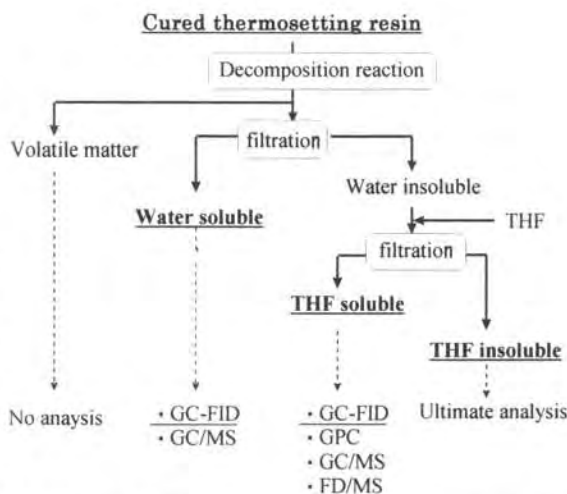 Cured thermosetting resin
Decomposition reaction
filtration
Volatile matter
Water insoluble
Water soluble
THF
filtration
THF soluble
THF insoluble
No anaysis
・GC-FID
・GC/MS
・GC-FID
・GPC
・GC/MS
・FD/MS
Ultimate analysis